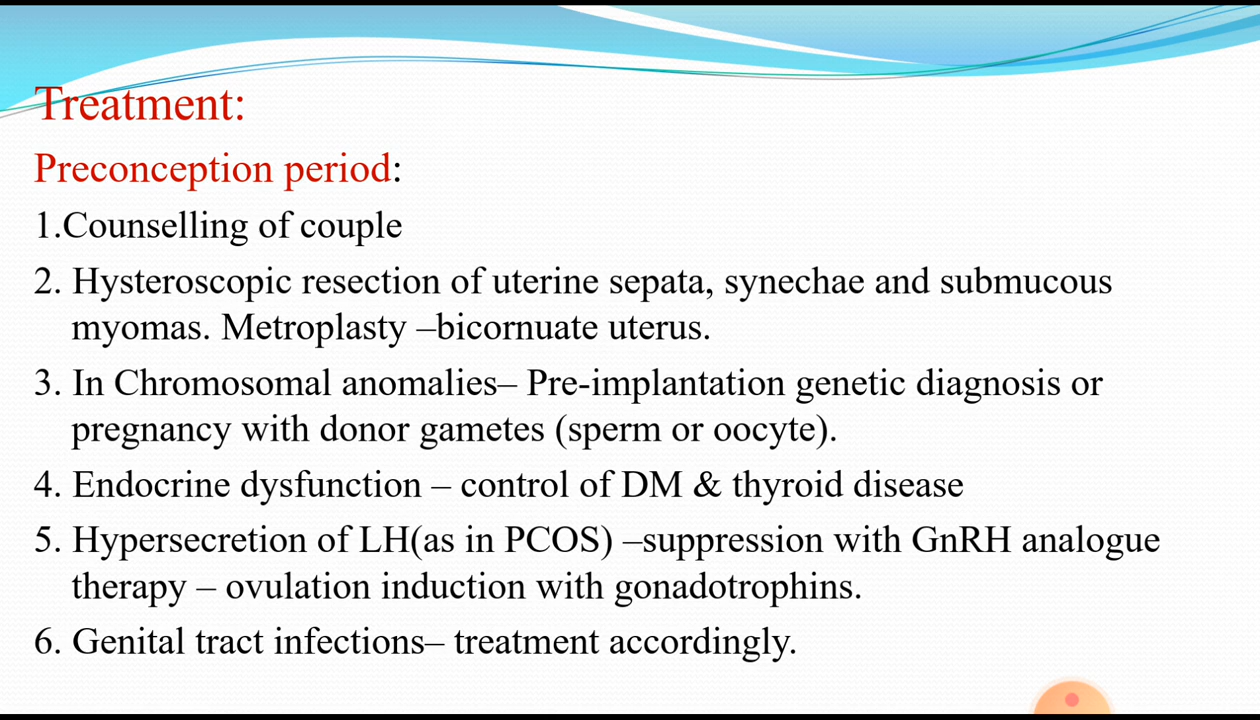 Treatment:
Preconception period:
1.Counselling of couple
2. Hysteroscopic resection of uterine sepata, synechae and submucous
myomas. Metroplasty –bicornuate uterus.
3. In Chromosomal anomalies– Pre-implantation genetic diagnosis or
pregnancy with donor gametes (sperm or oocyte).
4. Endocrine dysfunction – control of DM & thyroid disease
5. Hypersecretion of LH(as in PCOS) –suppression with GnRH analogue
therapy – ovulation induction with gonadotrophins.
6. Genital tract infections– treatment accordingly.